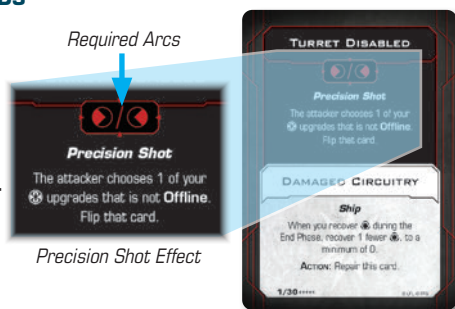 Required Arcs
Precision Shot
The attacker chooses 1 of your
upgrades that is not Offline.
Flip that card.
Precision Shot Effect
Turret Disabled
Precision Shot
The attacker chooses 1 of your
upgrades that is not Offline.
Flip that card.
Damaged Circuitry
Ship
When you recover during the
End Phase, recover 1 fewer, to a
minimum of 0.
Action: Repair this card.
1/30